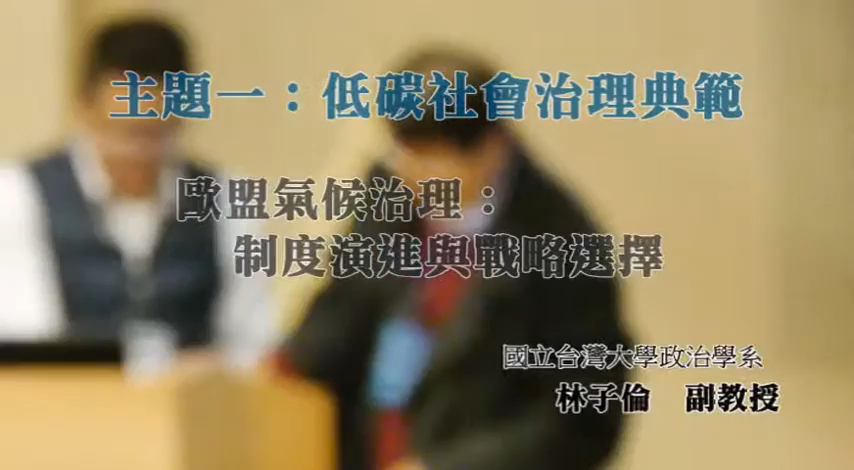 主題一：低碳社會治理典範
歐盟氣候治理：
制度演進與戰略選擇
國立台灣大學政治學系
林子倫 副教授